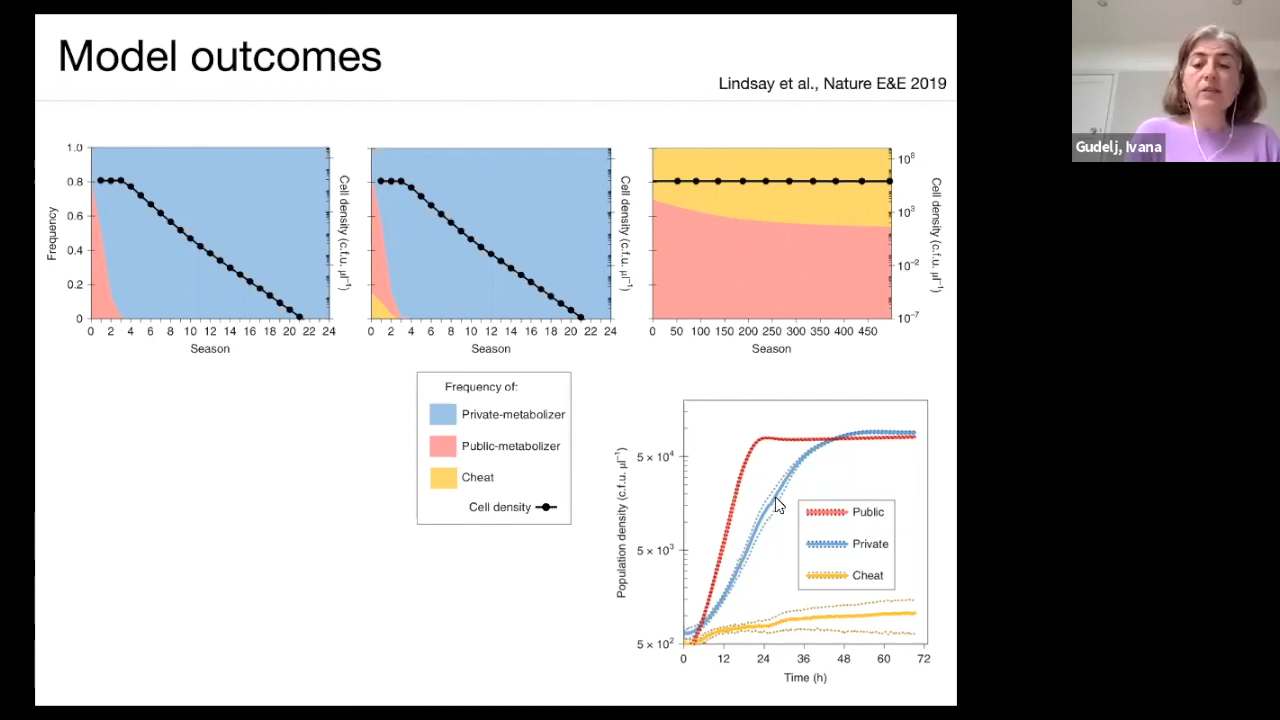 Model outcomes
Lindsay et al., Nature E&E 2019
Gudelj, Ivana
1.0
0.8
0.6
0.4
0.2
0
Frequency
0 2 4 6 8 10 12 14 16 18 20 22 24
Season
Cell density (c.f.u. µl⁻¹)
0 2 4 6 8 10 12 14 16 18 20 22 24
Season
Cell density (c.f.u. µl⁻¹)
10⁸
10³
10⁻²
10⁻⁷
Cell density (c.f.u. µl⁻¹)
0 50 100 150 200 250 300 350 400 450
Season
Frequency of:
Private-metabolizer
Public-metabolizer
Cheat
Cell density
Population density (c.f.u. µl⁻¹)
5 × 10⁴
5 × 10³
5 × 10²
Public
Private
Cheat
0 12 24 36 48 60 72
Time (h)